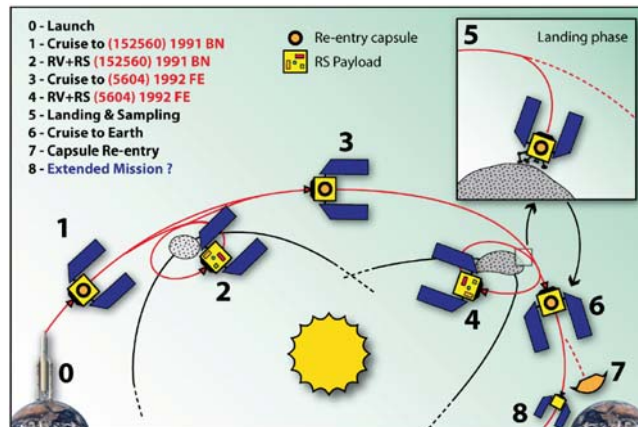 0 - Launch
1 - Cruise to (152560) 1991 BN
2 - RV+RS (152560) 1991 BN
3 - Cruise to (5604) 1992 FE
4 - RV+RS (5604) 1992 FE
5 - Landing & Sampling
6 - Cruise to Earth
7 - Capsule Re-entry
8 - Extended Mission ?
Re-entry capsule
RS Payload
5
Landing phase
3
1
2
4
6
0
7
8